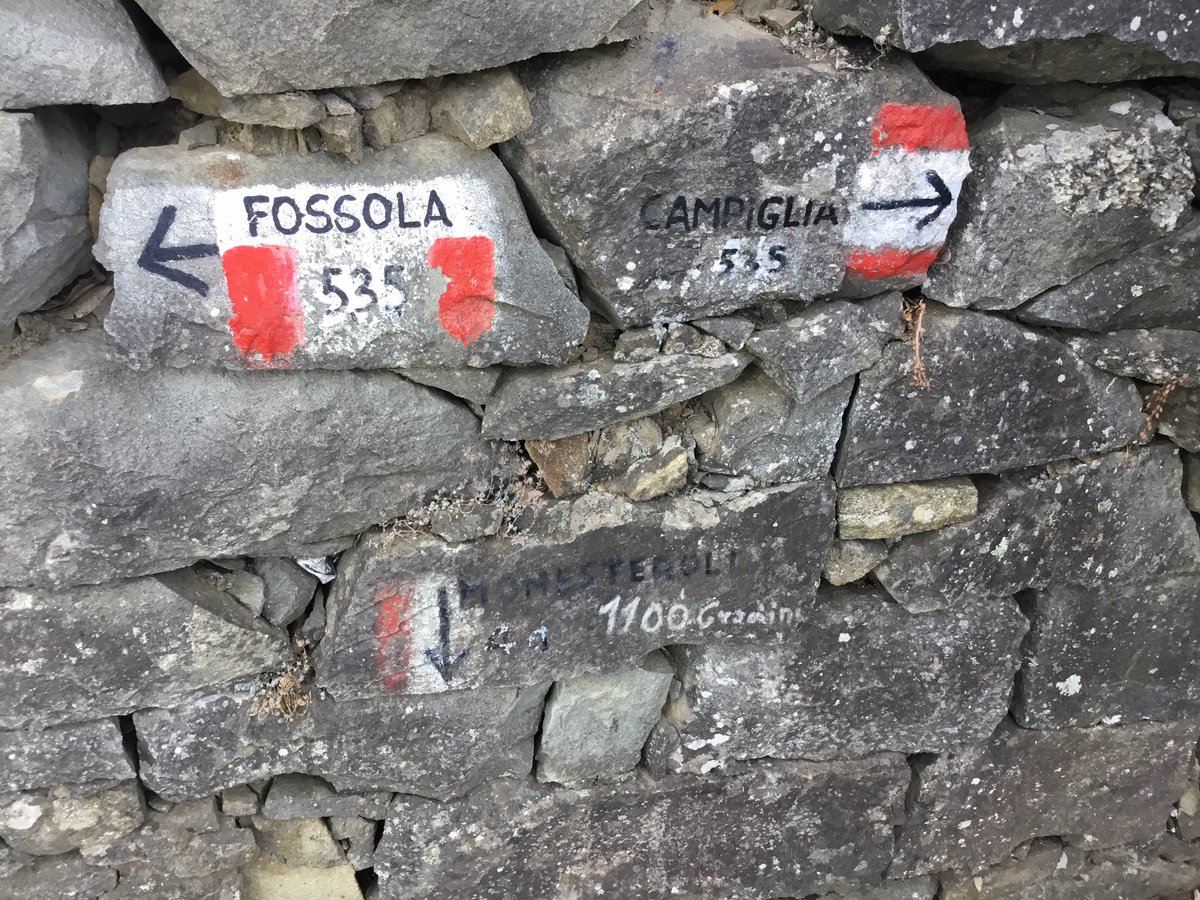 FOSSOLA
535
CAMPIGLIA
535
MONESTEROLI
1100 Gradini